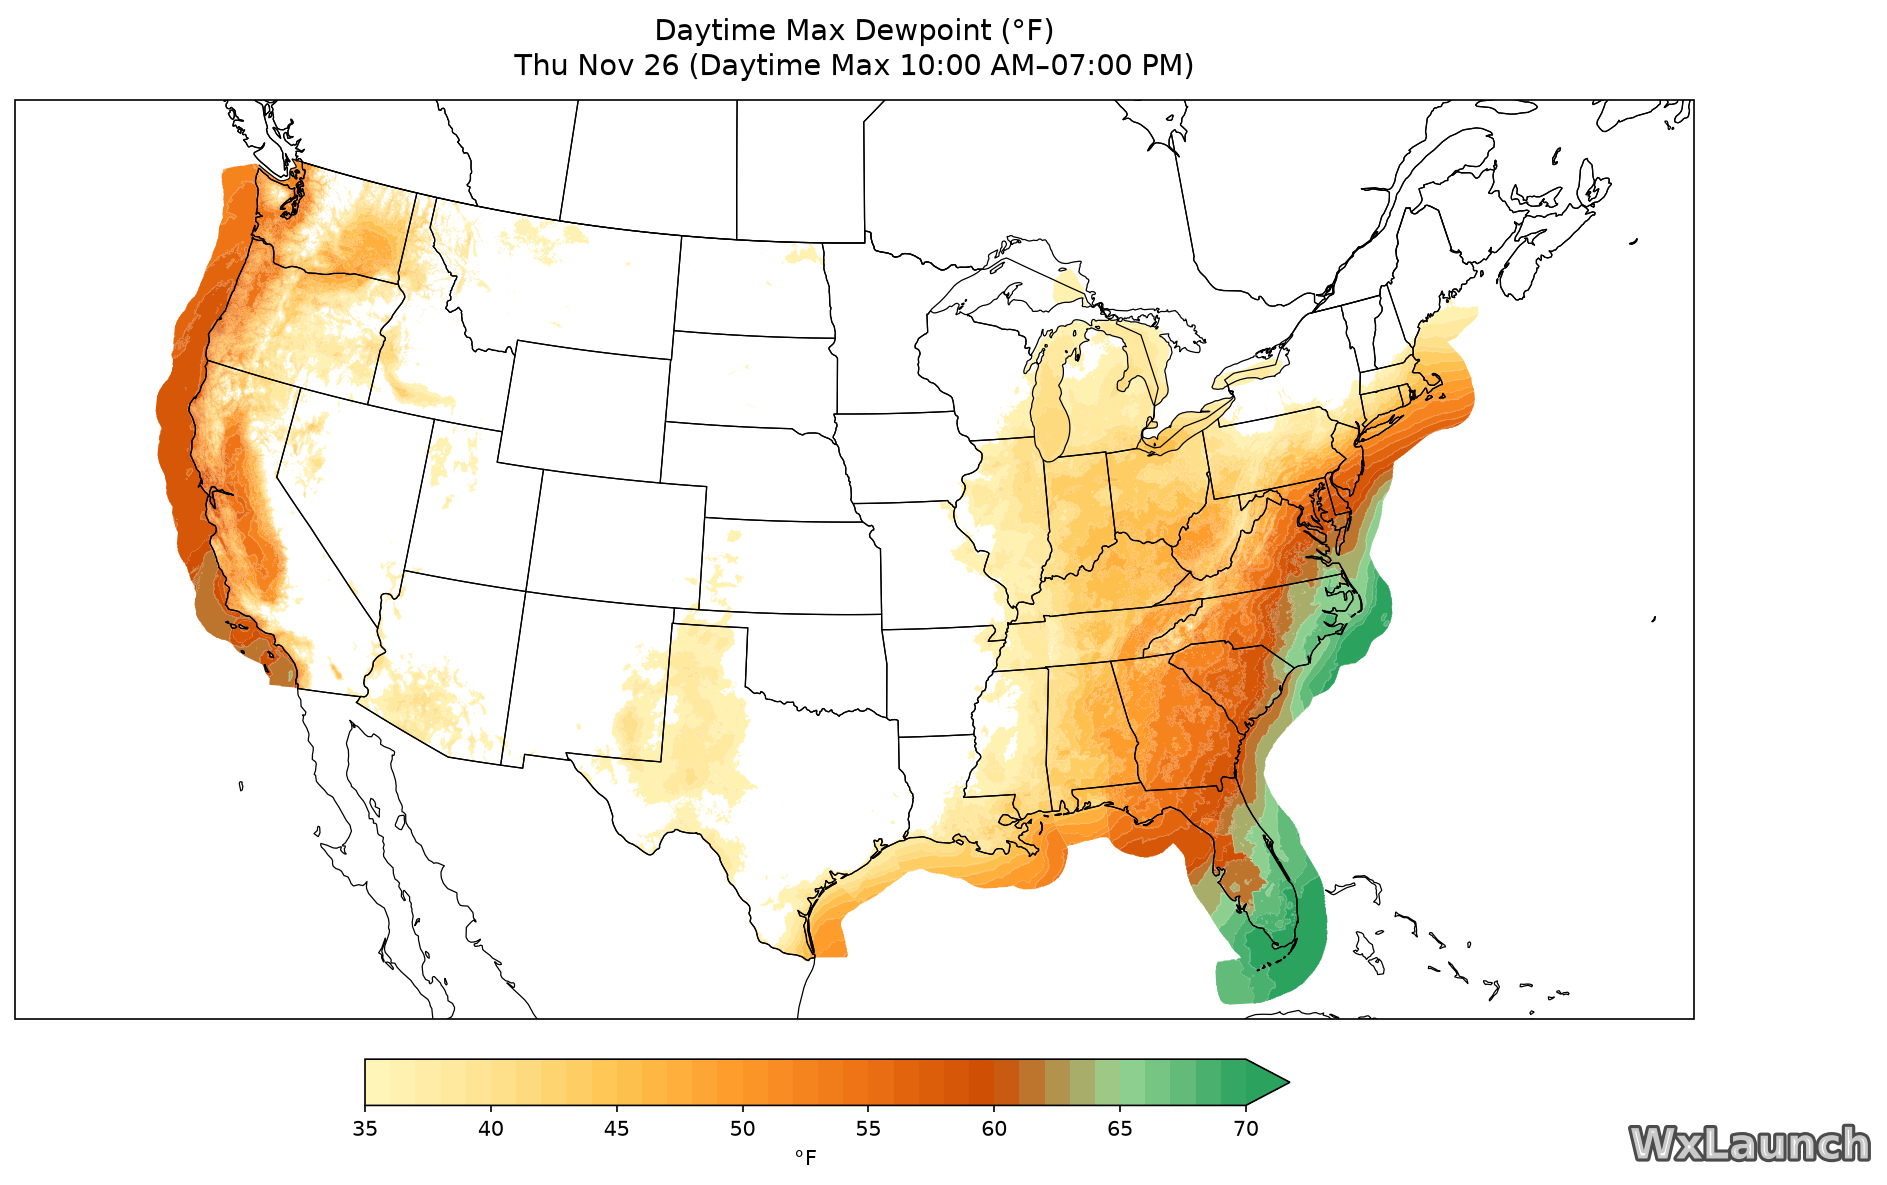 Daytime Max Dewpoint (°F)
Thu Nov 26 (Daytime Max 10:00 AM–07:00 PM)
35 40 45 50 55 60 65 70
°F
WxLaunch